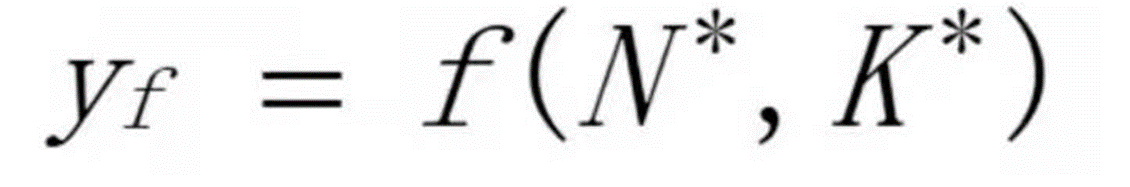 y_f = f(N*, K*)